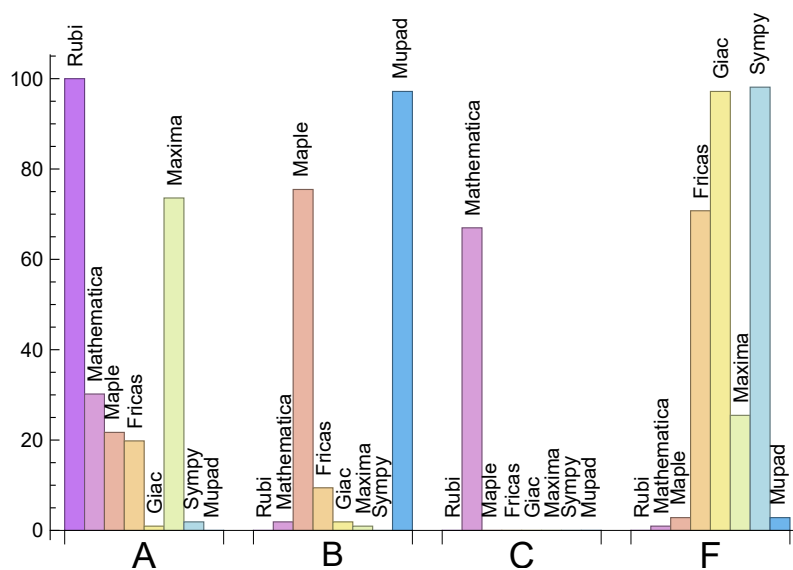 100
80
60
40
20
0
Rubi
Mathematica
Maple
Fricas
Giac
Maxima
Sympy
Mupad
A
Rubi
Mathematica
Maple
Fricas
Giac
Maxima
Sympy
Mupad
B
Rubi
Mathematica
Maple
Fricas
Giac
Maxima
Sympy
Mupad
C
Rubi
Mathematica
Maple
Fricas
Giac
Maxima
Sympy
Mupad
F